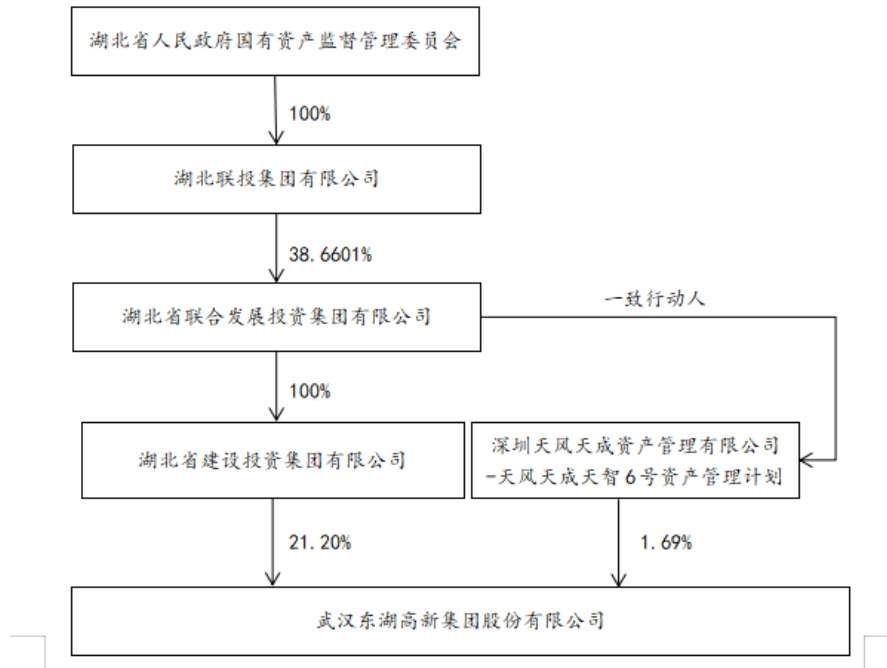 湖北省人民政府国有资产监督管理委员会
100%
湖北联投集团有限公司
38.6601%
湖北省联合发展投资集团有限公司
一致行动人
100%
湖北省建设投资集团有限公司
深圳天风天成资产管理有限公司
-天风天成天智6号资产管理计划
21.20%
1.69%
武汉东湖高新集团股份有限公司